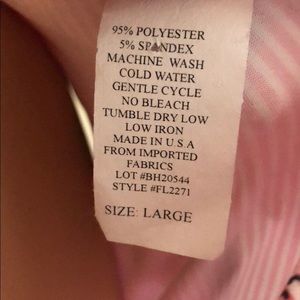 95% POLYESTER
5% SPANDEX
MACHINE WASH
COLD WATER
GENTLE CYCLE
NO BLEACH
TUMBLE DRY LOW
LOW IRON
MADE IN U.S.A
FROM IMPORTED
FABRICS
LOT #BH20544
STYLE #FL2271
SIZE: LARGE